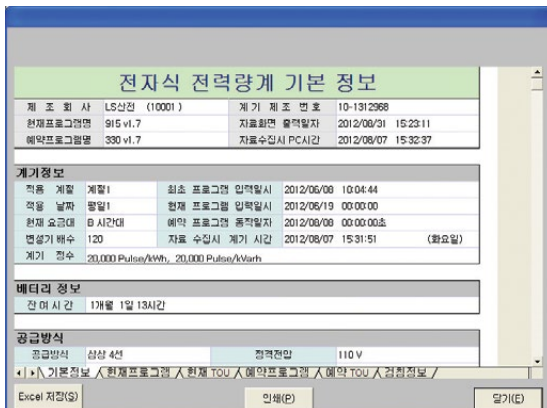 전자식 전력량계 기본 정보
제 조 회 사 LS산전 (10001) 계 기 제 조 번 호 10-1312968
현재프로그램명 915 v1.7 자료화면 출력일자 2012/08/31 15:23:11
예약프로그램명 330 v1.7 자료수집시 PC시간 2012/08/07 15:32:37
계기정보
적용 계절 계절1 최초 프로그램 입력일시 2012/06/08 10:04:44
적용 날짜 평일1 현재 프로그램 입력일시 2012/06/19 00:00:00
현재 요금대 B 시간대 예약 프로그램 동작일자 2012/08/08 00:00:00초
변성기 배수 120 자료 수집시 계기 시간 2012/08/07 15:31:51 (화요일)
계기 정수 20,000 Pulse/kWh, 20,000 Pulse/kVarh
배터리 정보
잔여시간 1개월 1일 13시간
공급방식
공급방식 삼상 4선 정격전압 110 V
기본정보 현재프로그램 현재 TOU 예약프로그램 예약 TOU 검침정보
Excel 저장(S) 인쇄(P) 닫기(E)